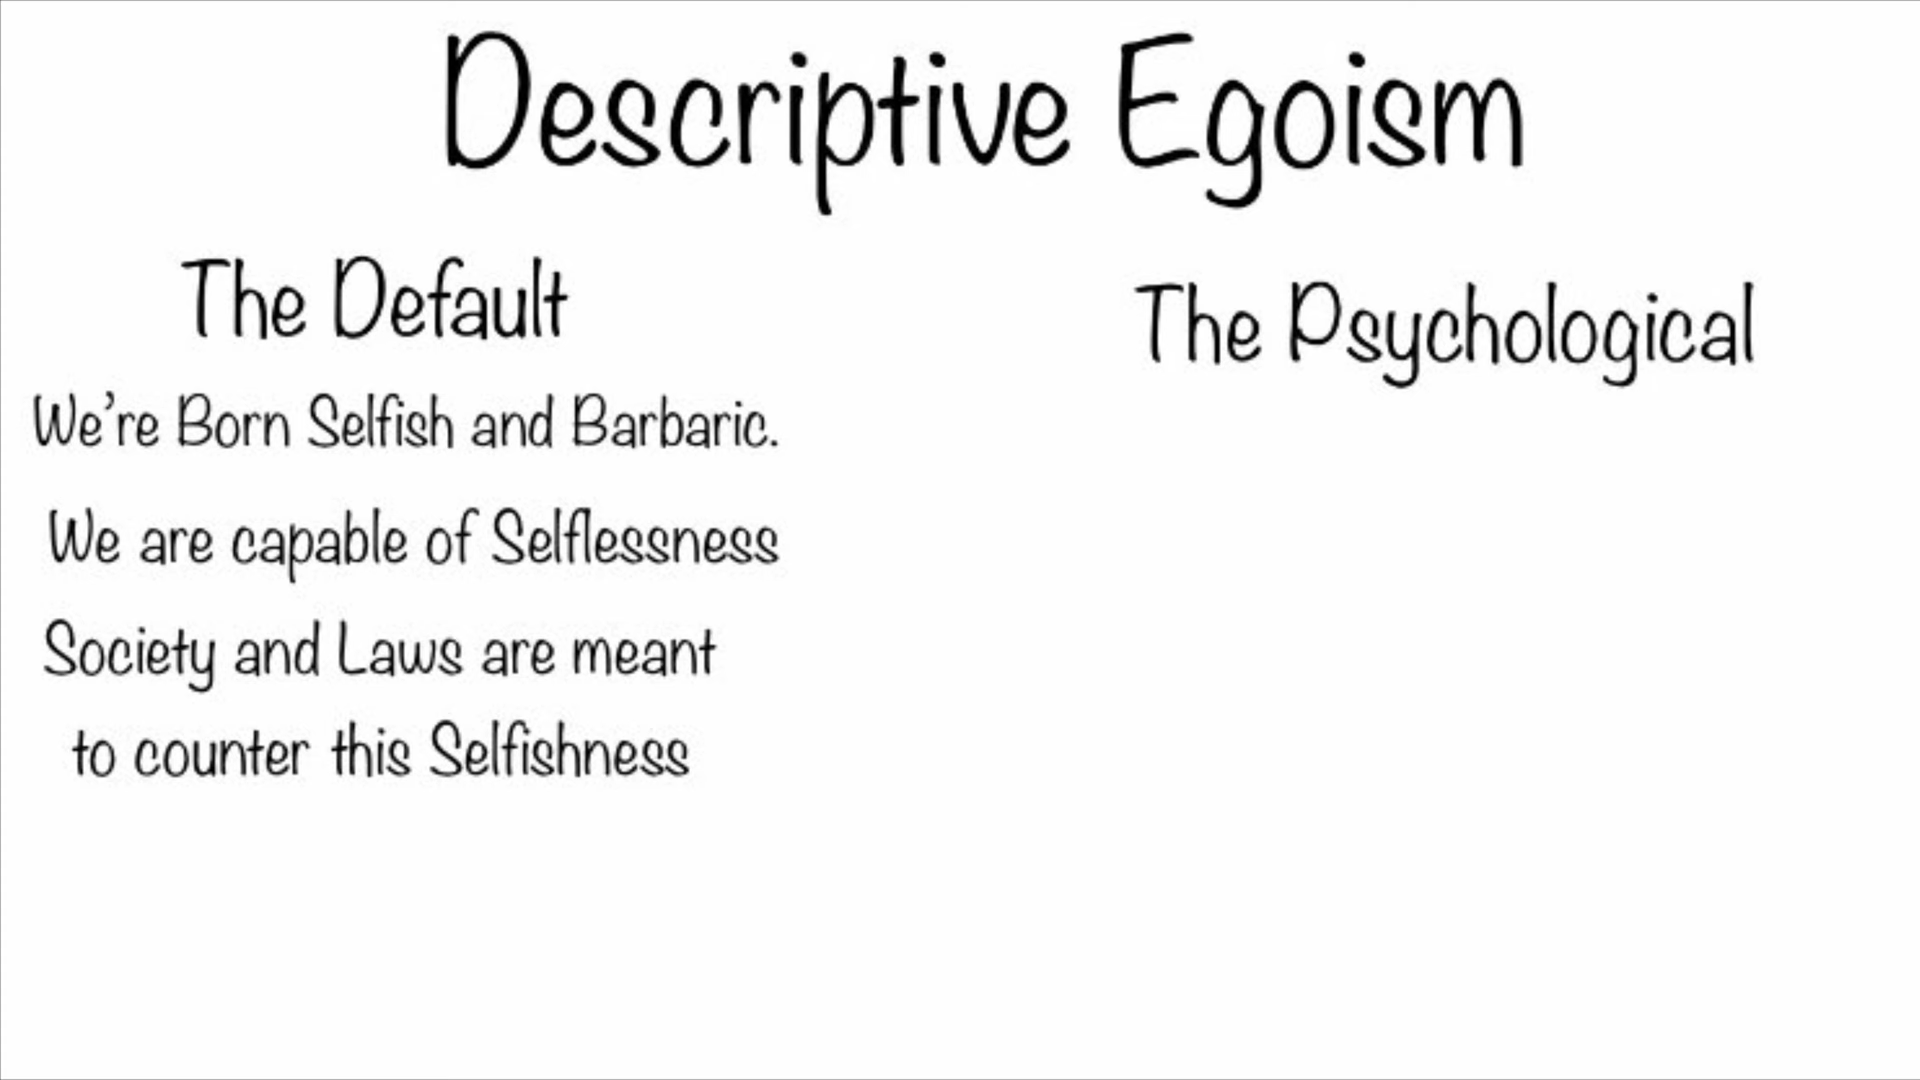 Descriptive Egoism
The Default
We're Born Selfish and Barbaric.
We are capable of Selflessness
Society and Laws are meant
to counter this Selfishness
The Psychological